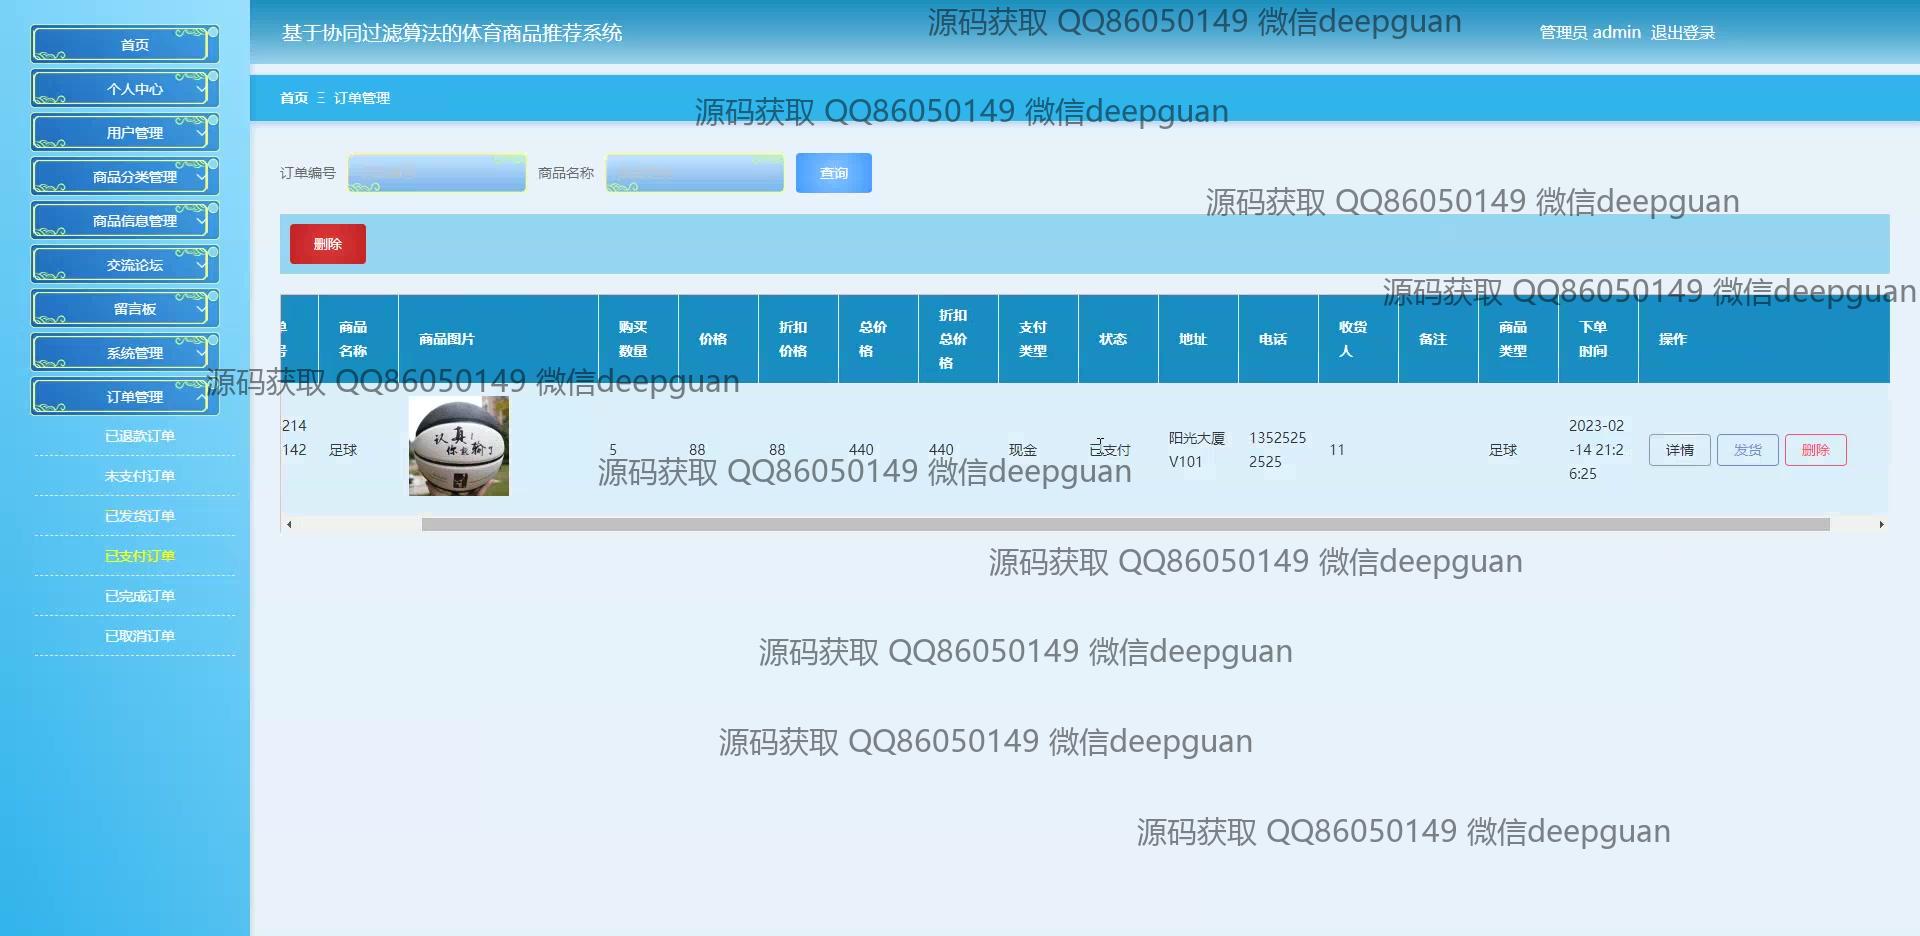 基于协同过滤算法的体育商品推荐系统
源码获取 QQ86050149 微信deepguan
管理员 admin 退出登录
首页
个人中心
用户管理
商品分类管理
商品信息管理
交流论坛
留言板
系统管理
订单管理
已退款订单
未支付订单
已发货订单
已支付订单
已完成订单
已取消订单
首页 Ξ 订单管理
源码获取 QQ86050149 微信deepguan
订单编号
商品名称
查询
源码获取 QQ86050149 微信deepguan
删除
源码获取 QQ86050149 微信deepguan
商品
名称
商品图片
购买
数量
价格
折扣
价格
总价
格
折扣
总价
格
支付
类型
状态
地址
电话
收货
人
备注
商品
类型
下单
时间
操作
源码获取 QQ86050149 微信deepguan
214
142
足球
认真!
你就输了
5
88
88
440
440
现金
已支付
阳光大厦
V101
1352525
2525
11
足球
2023-02
-14 21:2
6:25
详情
发货
删除
源码获取 QQ86050149 微信deepguan
源码获取 QQ86050149 微信deepguan
源码获取 QQ86050149 微信deepguan
源码获取 QQ86050149 微信deepguan
源码获取 QQ86050149 微信deepguan